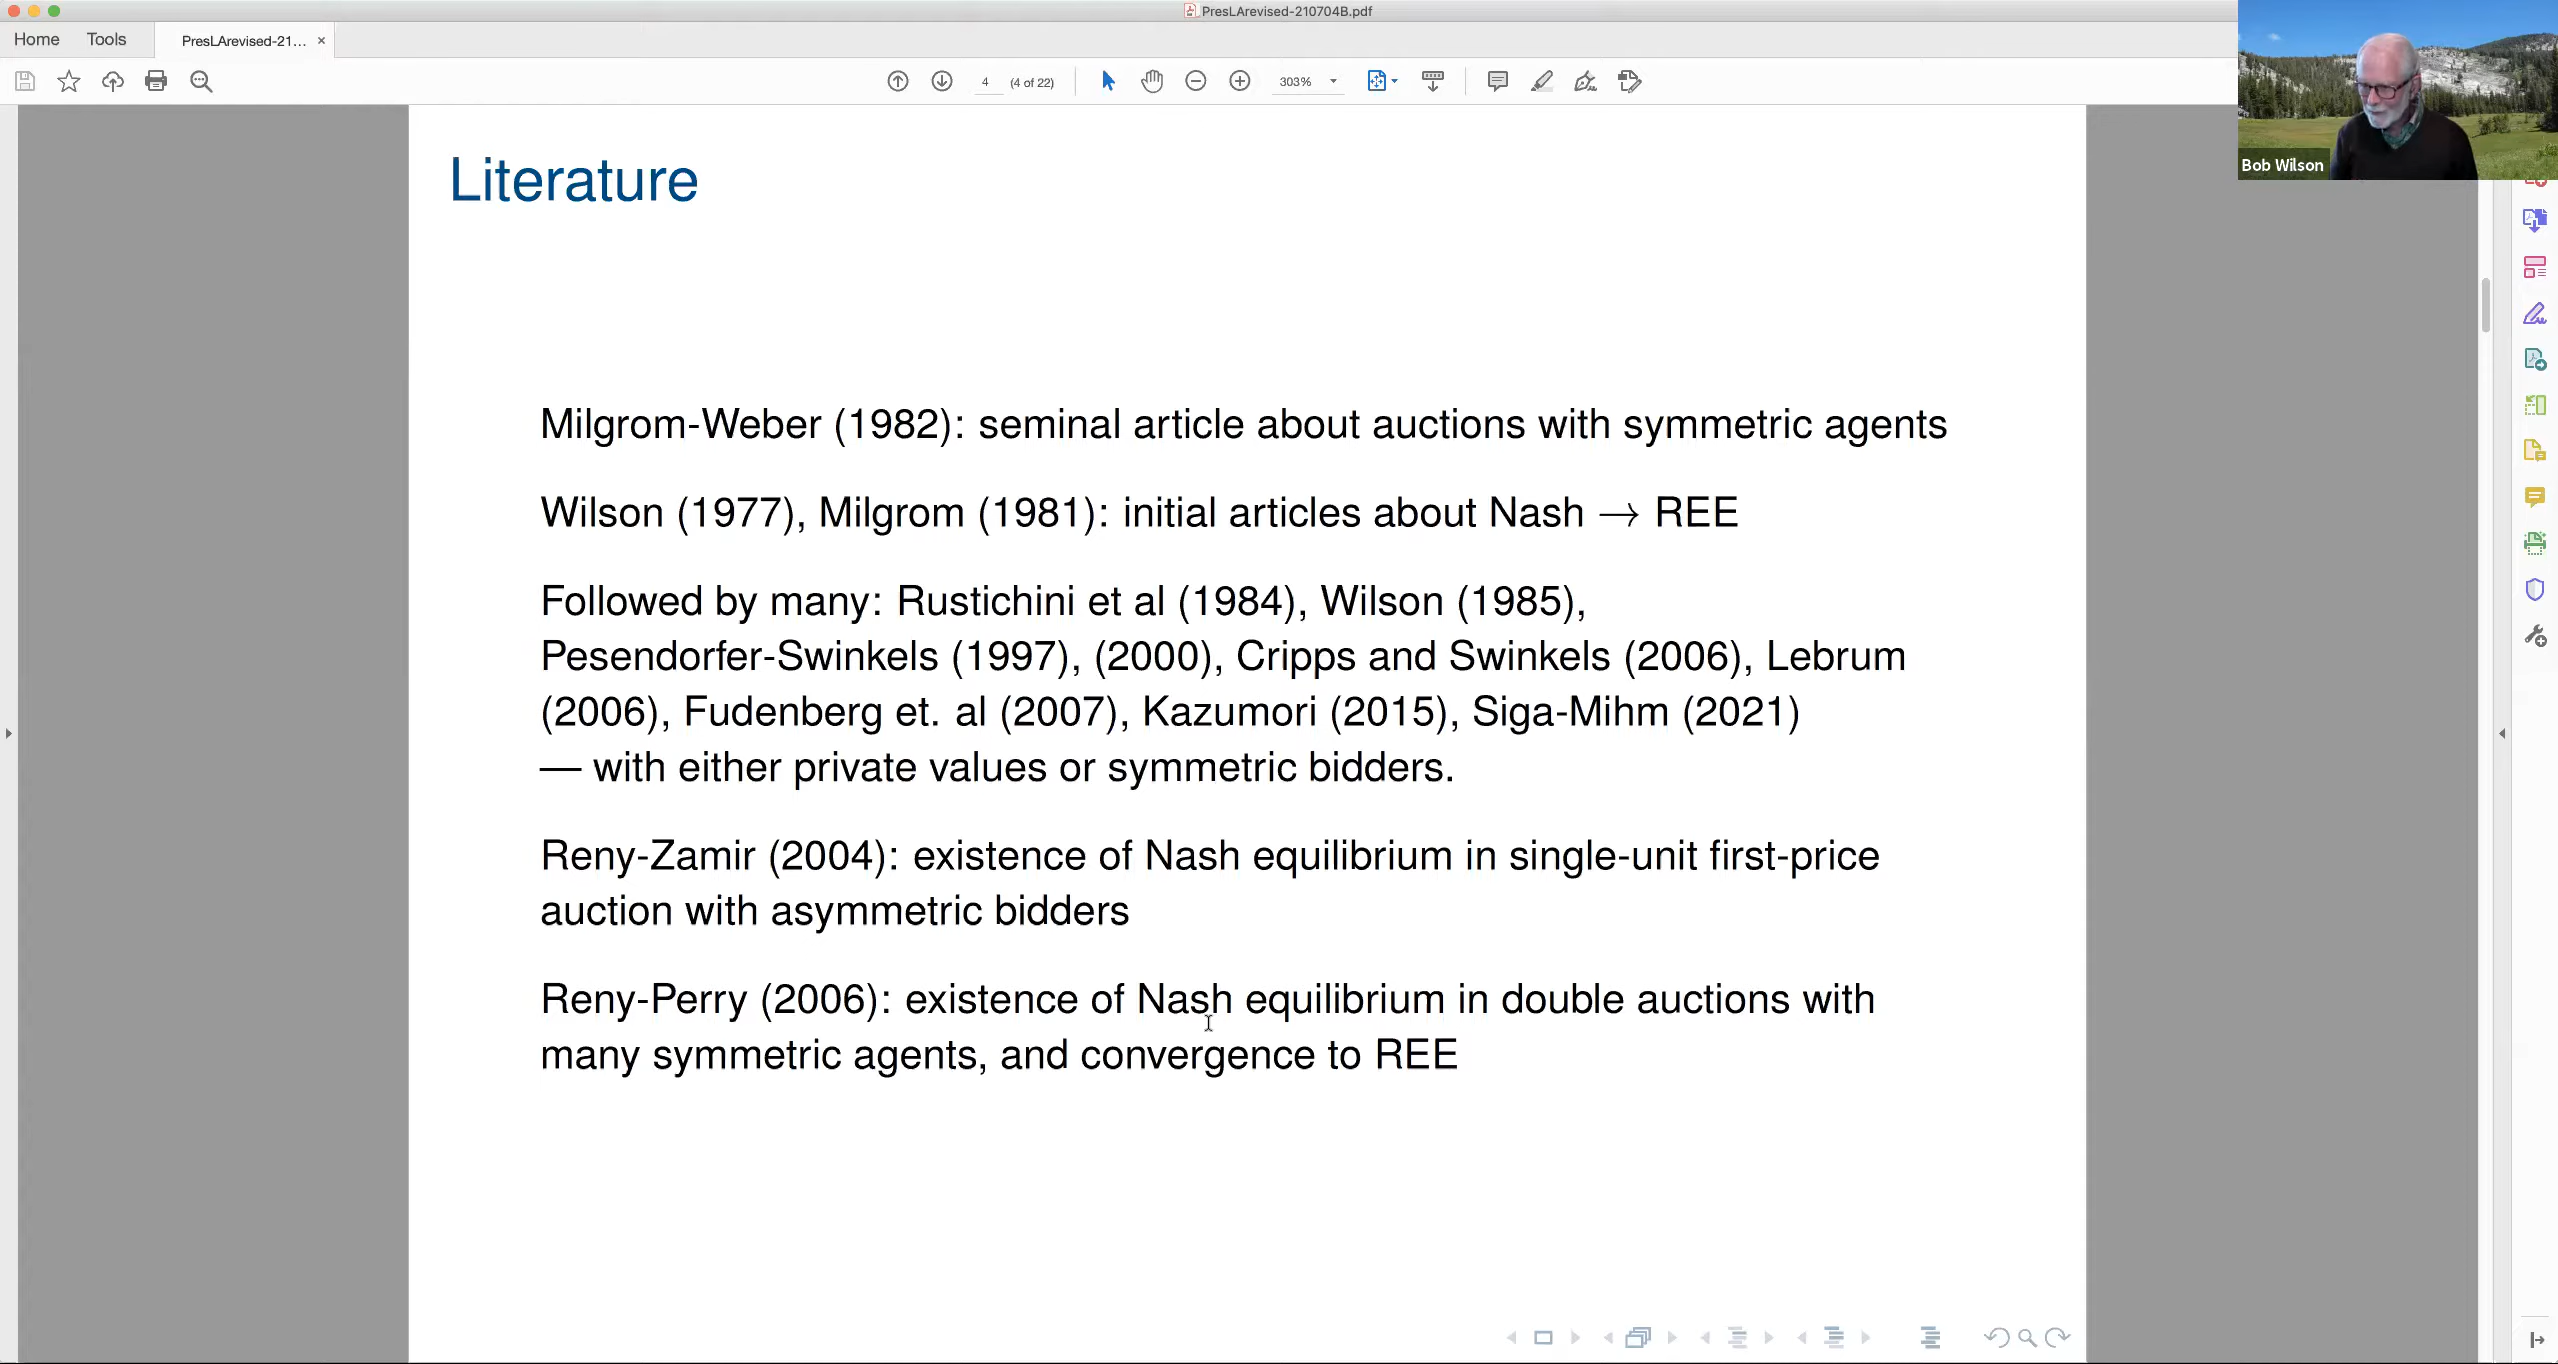 PresLArevised-210704B.pdf
Home Tools PresLArevised-21... ×
4 (4 of 22) 303%
Bob Wilson
Literature
Milgrom-Weber (1982): seminal article about auctions with symmetric agents
Wilson (1977), Milgrom (1981): initial articles about Nash → REE
Followed by many: Rustichini et al (1984), Wilson (1985),
Pesendorfer-Swinkels (1997), (2000), Cripps and Swinkels (2006), Lebrum
(2006), Fudenberg et. al (2007), Kazumori (2015), Siga-Mihm (2021)
— with either private values or symmetric bidders.
Reny-Zamir (2004): existence of Nash equilibrium in single-unit first-price
auction with asymmetric bidders
Reny-Perry (2006): existence of Nash equilibrium in double auctions with
many symmetric agents, and convergence to REE